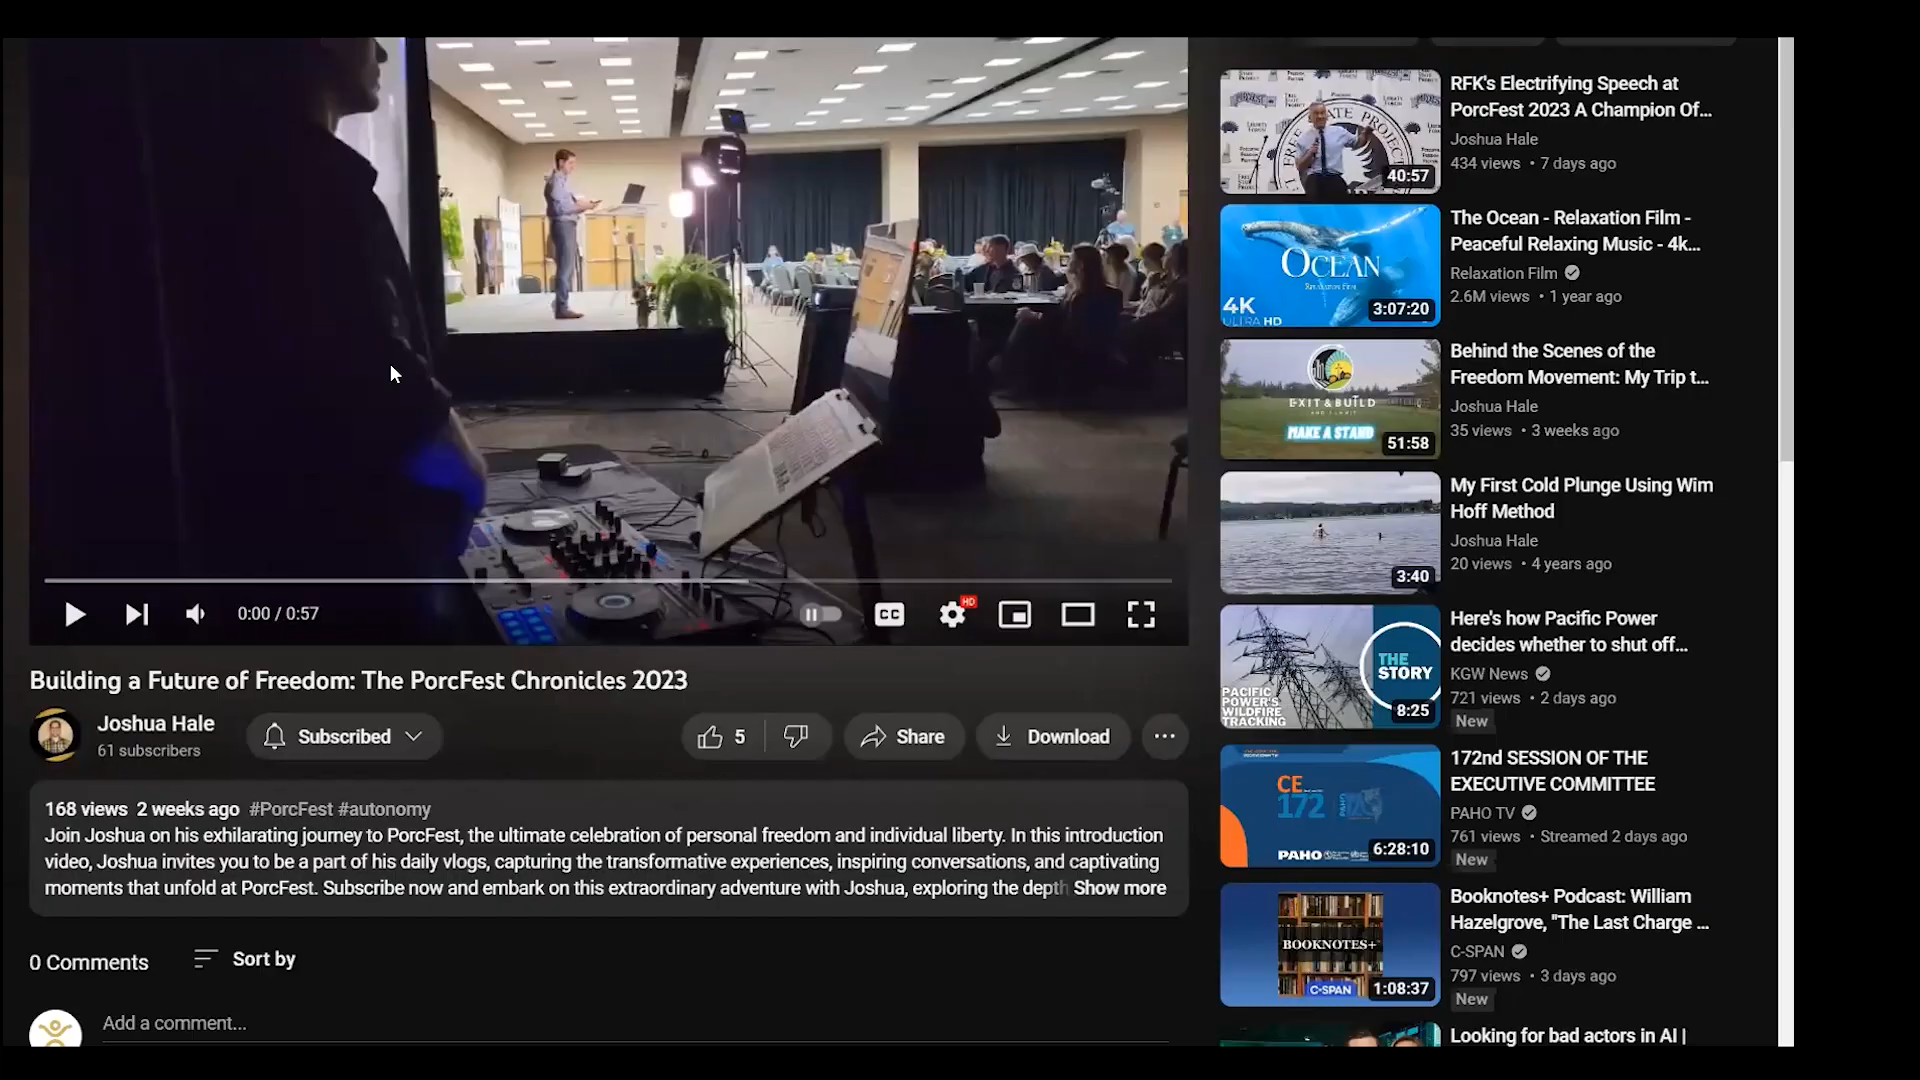 0:00 / 0:57
CC
HD
Building a Future of Freedom: The PorcFest Chronicles 2023
Joshua Hale
61 subscribers
Subscribed
5
Share
Download
168 views 2 weeks ago #PorcFest #autonomy
Join Joshua on his exhilarating journey to PorcFest, the ultimate celebration of personal freedom and individual liberty. In this introduction
video, Joshua invites you to be a part of his daily vlogs, capturing the transformative experiences, inspiring conversations, and captivating
moments that unfold at PorcFest. Subscribe now and embark on this extraordinary adventure with Joshua, exploring the depth Show more
0 Comments
Sort by
Add a comment...
40:57
RFK's Electrifying Speech at
PorcFest 2023 A Champion Of...
Joshua Hale
434 views • 7 days ago
OCEAN
RELAXATION FILM
4K
ULTRA HD
3:07:20
The Ocean - Relaxation Film -
Peaceful Relaxing Music - 4k...
Relaxation Film
2.6M views • 1 year ago
EXIT & BUILD
MAKE A STAND
51:58
Behind the Scenes of the
Freedom Movement: My Trip t...
Joshua Hale
35 views • 3 weeks ago
3:40
My First Cold Plunge Using Wim
Hoff Method
Joshua Hale
20 views • 4 years ago
THE
STORY
PACIFIC
POWER'S
WILDFIRE
TRACKING
8:25
Here's how Pacific Power
decides whether to shut off...
KGW News
721 views • 2 days ago
New
CE
172
PAHO
6:28:10
172nd SESSION OF THE
EXECUTIVE COMMITTEE
PAHO TV
761 views • Streamed 2 days ago
New
BOOKNOTES+
C-SPAN
1:08:37
Booknotes+ Podcast: William
Hazelgrove, "The Last Charge ...
C-SPAN
797 views • 3 days ago
New
Looking for bad actors in AI |